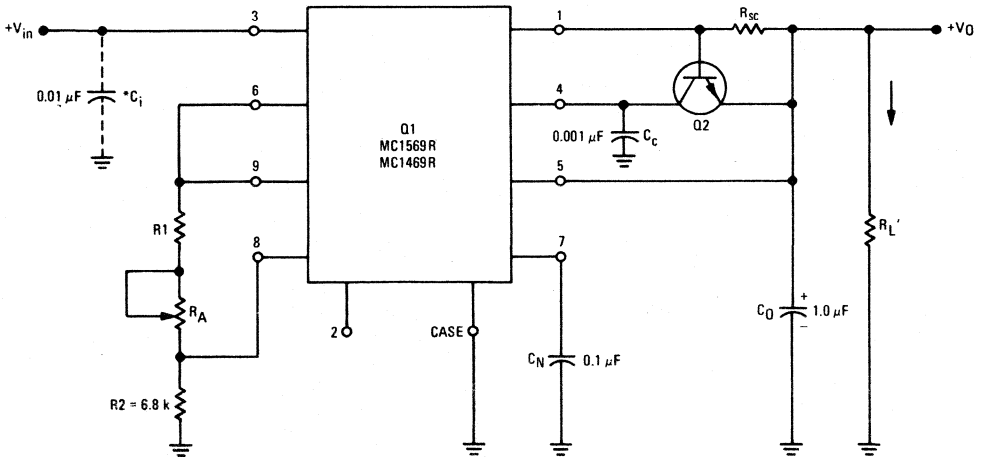 +Vin
3
1
RSC
+VO
0.01 μF
*Ci
6
4
Q1
MC1569R
MC1469R
Q2
0.001 μF
CC
9
5
R1
8
7
RL'
RA
2
CASE
CN
0.1 μF
CO
+
1.0 μF
–
R2 = 6.8 k